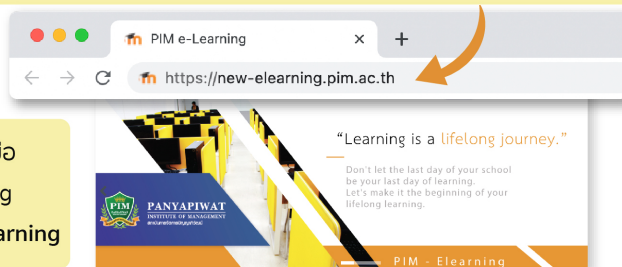 PIM e-Learning
https://new-elearning.pim.ac.th
"Learning is a lifelong journey."
Don't let the last day of your school
be your last day of learning.
Let's make it the beginning of your
lifelong learning.
PIM
PANYAPIWAT
INSTITUTE OF MANAGEMENT
PIM - Elearning